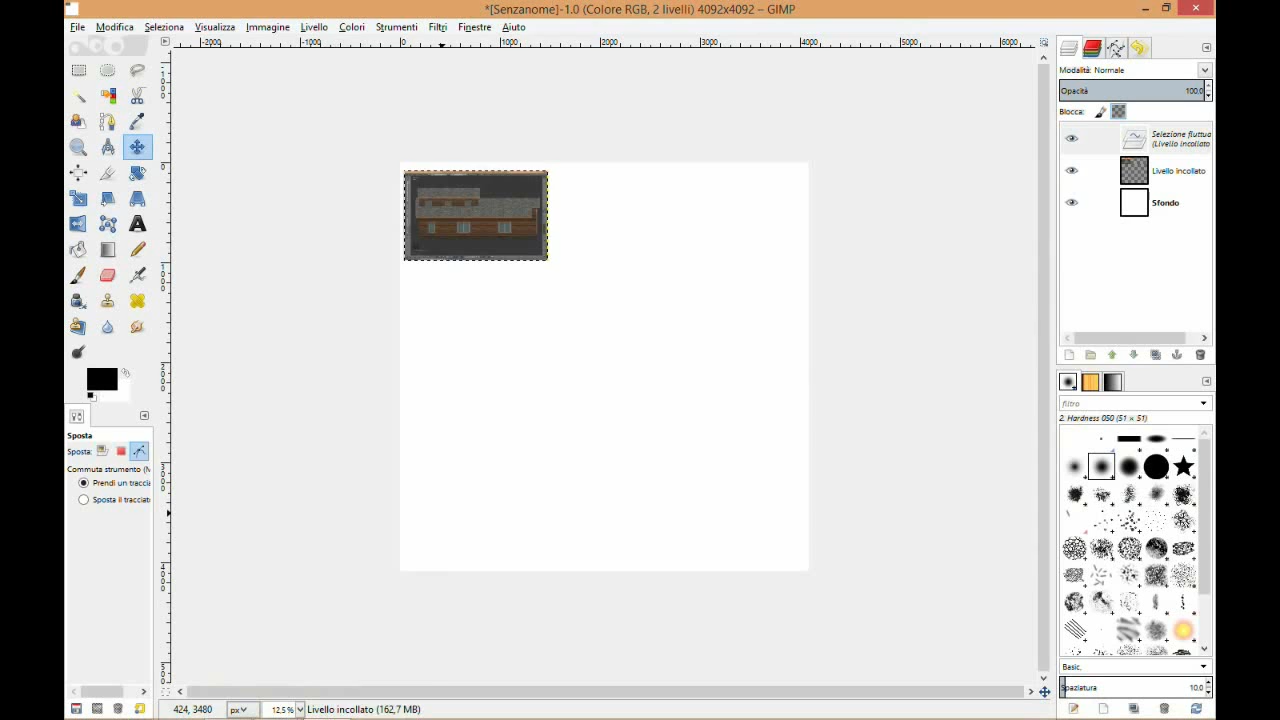 *[Senzanome]-1.0 (Colore RGB, 2 livelli) 4092x4092 – GIMP
File Modifica Seleziona Visualizza Immagine Livello Colori Strumenti Filtri Finestre Aiuto
-2000 -1000 0 1000 2000 3000 4000 5000 6000
Modalità: Normale
Opacità 100,0
Blocca:
Selezione fluttua
(Livello incollato
Livello incollato
Sfondo
filtro
2. Hardness 050 (51 × 51)
Sposta
Sposta:
Commuta strumento (M
Prendi un traccia
Sposta il tracciat
Basic,
Spaziatura 10,0
424, 3480 px 12,5% Livello incollato (162,7 MB)